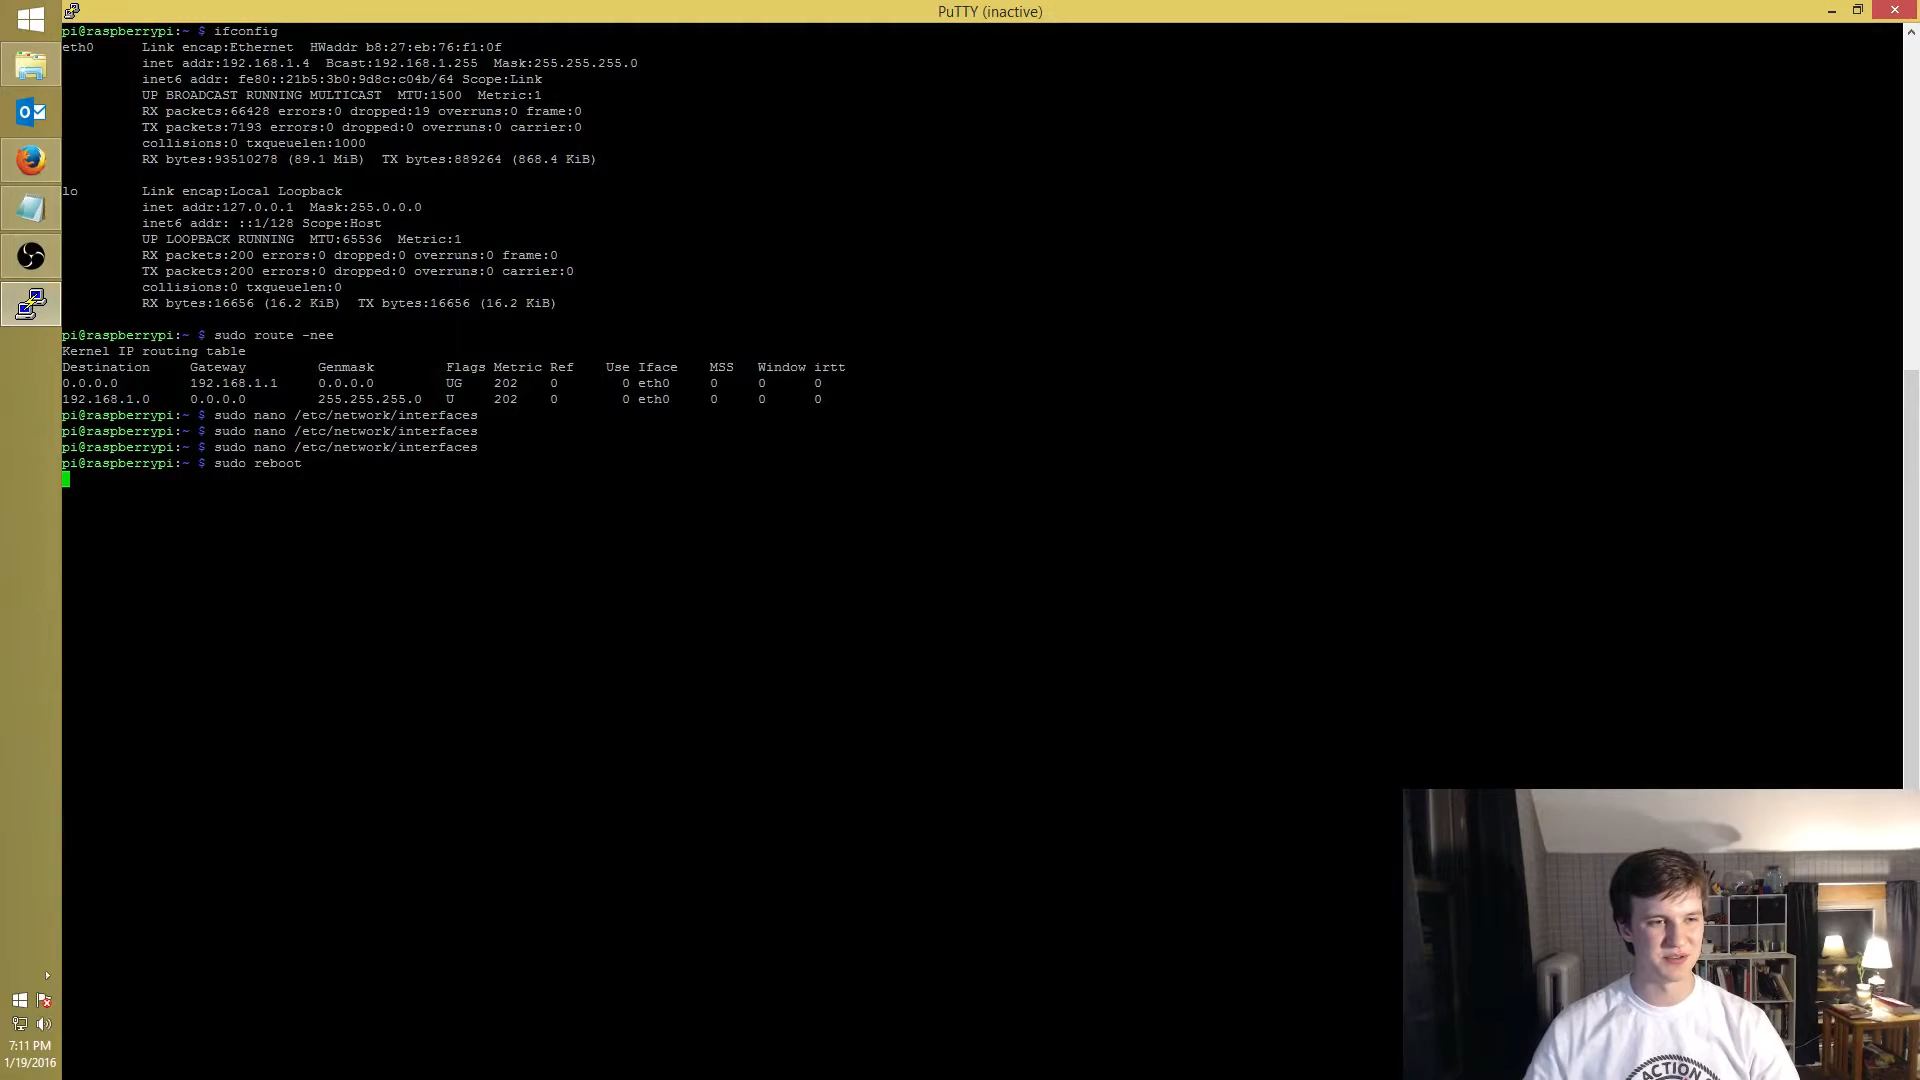 PuTTY (inactive)
pi@raspberrypi:~ $ ifconfig
eth0      Link encap:Ethernet  HWaddr b8:27:eb:76:f1:0f
          inet addr:192.168.1.4  Bcast:192.168.1.255  Mask:255.255.255.0
          inet6 addr: fe80::21b5:3b0:9d8c:c04b/64 Scope:Link
          UP BROADCAST RUNNING MULTICAST  MTU:1500  Metric:1
          RX packets:66428 errors:0 dropped:19 overruns:0 frame:0
          TX packets:7193 errors:0 dropped:0 overruns:0 carrier:0
          collisions:0 txqueuelen:1000
          RX bytes:93510278 (89.1 MiB)  TX bytes:889264 (868.4 KiB)
lo        Link encap:Local Loopback
          inet addr:127.0.0.1  Mask:255.0.0.0
          inet6 addr: ::1/128 Scope:Host
          UP LOOPBACK RUNNING  MTU:65536  Metric:1
          RX packets:200 errors:0 dropped:0 overruns:0 frame:0
          TX packets:200 errors:0 dropped:0 overruns:0 carrier:0
          collisions:0 txqueuelen:0
          RX bytes:16656 (16.2 KiB)  TX bytes:16656 (16.2 KiB)
pi@raspberrypi:~ $ sudo route -nee
Kernel IP routing table
Destination     Gateway         Genmask         Flags Metric Ref    Use Iface    MSS   Window irtt
0.0.0.0         192.168.1.1     0.0.0.0         UG    202    0        0 eth0     0     0      0
192.168.1.0     0.0.0.0         255.255.255.0   U     202    0        0 eth0     0     0      0
pi@raspberrypi:~ $ sudo nano /etc/network/interfaces
pi@raspberrypi:~ $ sudo nano /etc/network/interfaces
pi@raspberrypi:~ $ sudo nano /etc/network/interfaces
pi@raspberrypi:~ $ sudo reboot
7:11 PM
1/19/2016
ACTION